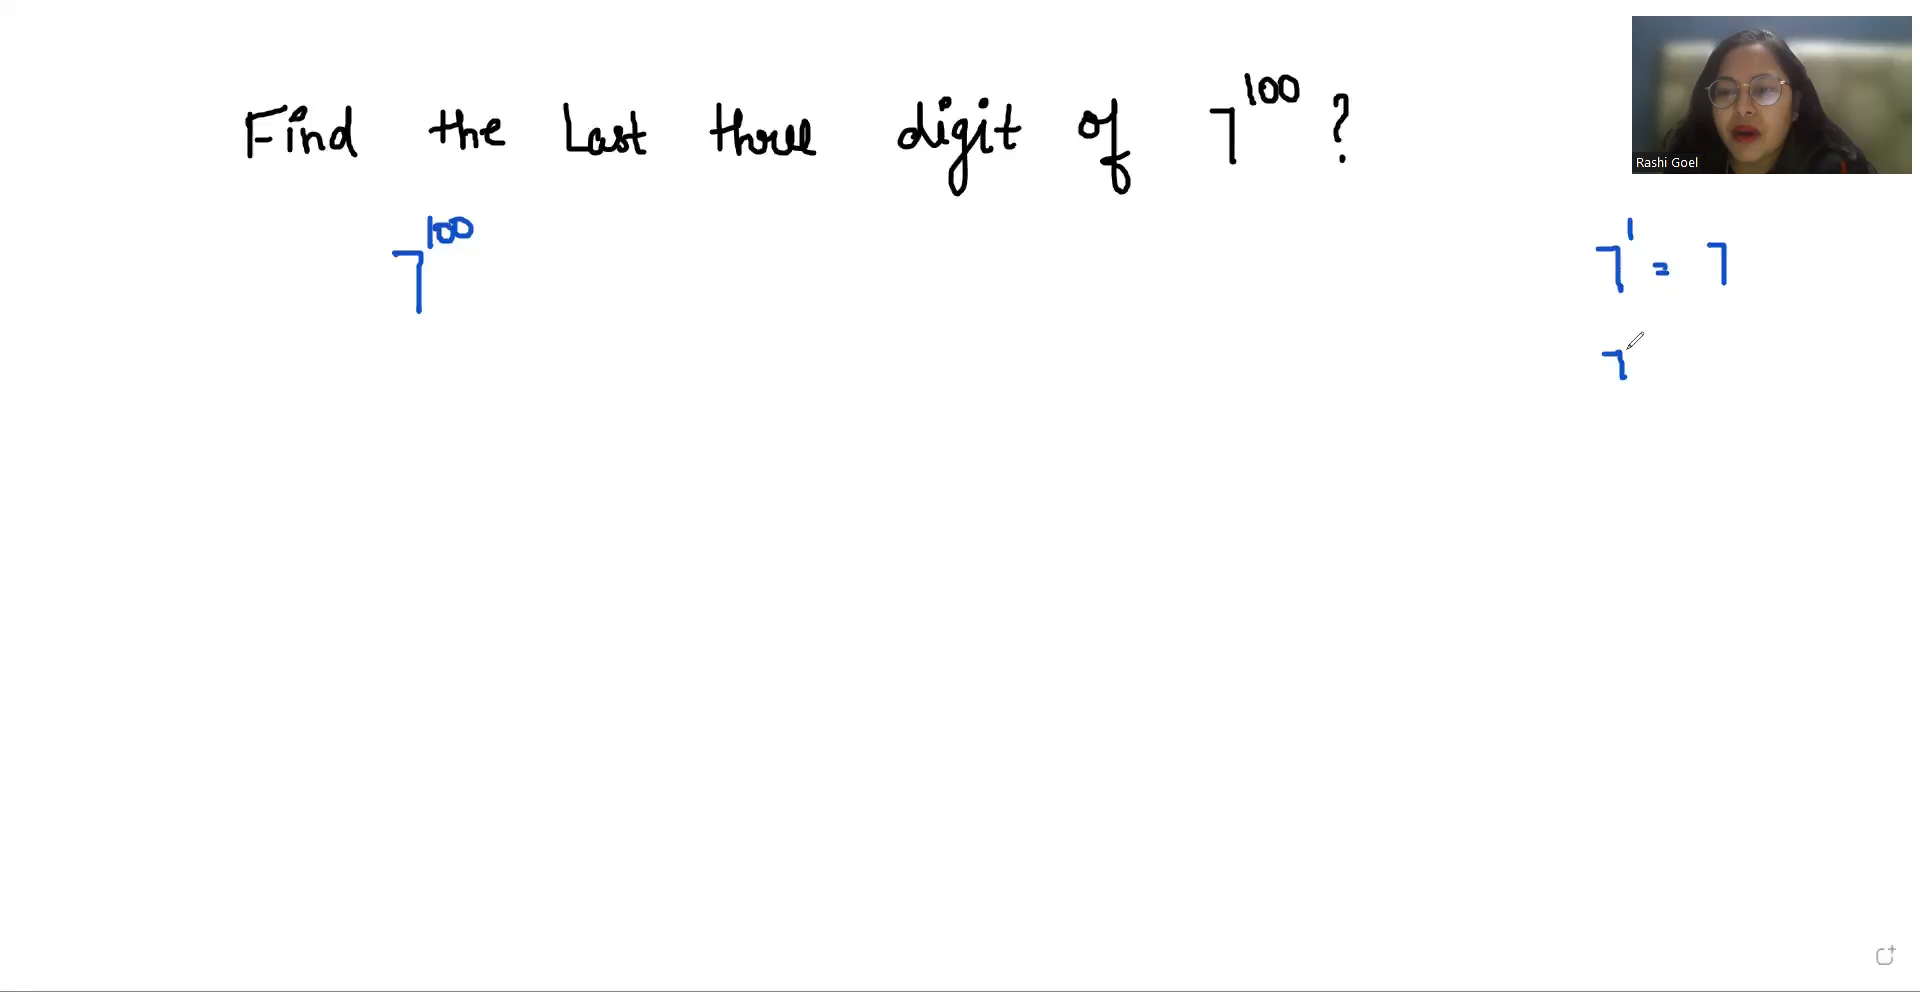 Find the Last three digit of 7^100 ?
Rashi Goel
7^100
7^1 = 7
7